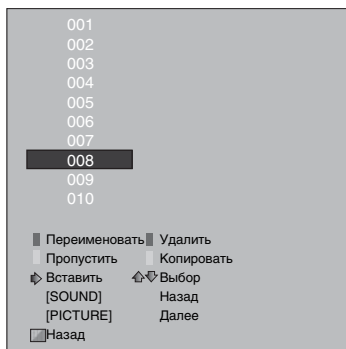 001
002
003
004
005
006
007
008
009
010
Переименовать Удалить
Пропустить Копировать
Вставить Выбор
[SOUND] Назад
[PICTURE] Далее
Назад